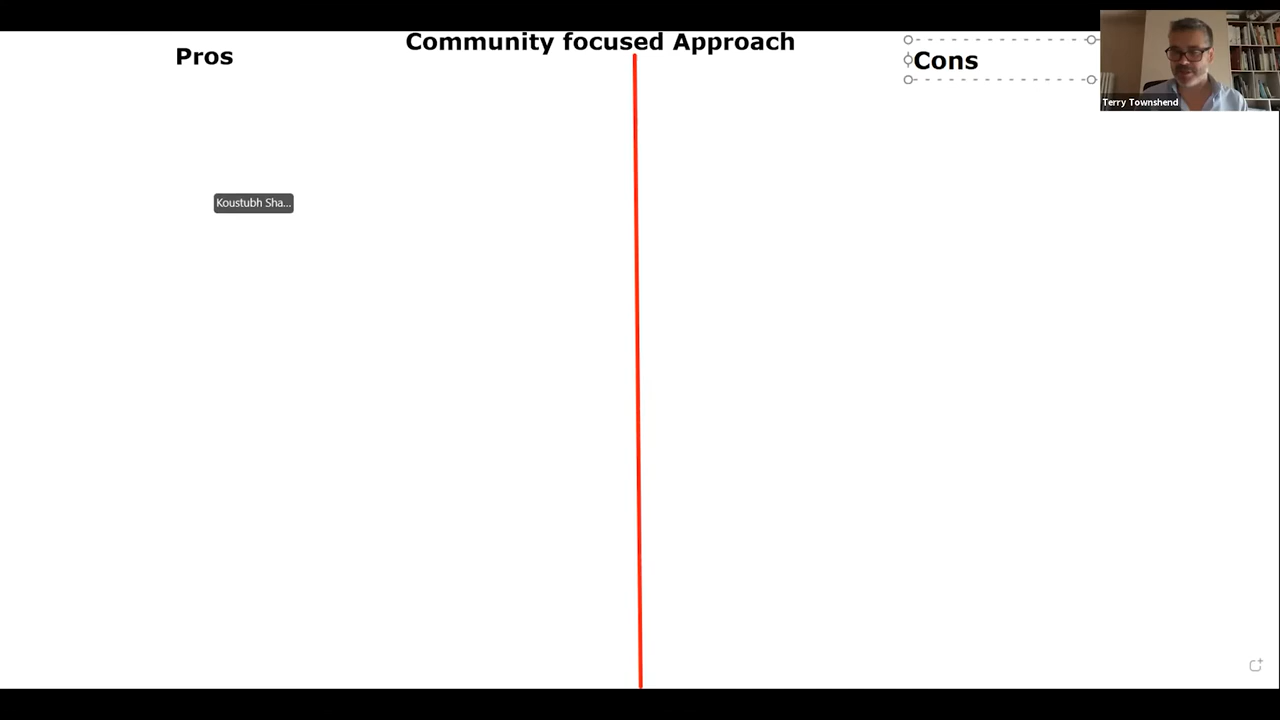 Community focused Approach
Pros
Cons
Terry Townshend
Koustubh Sha...